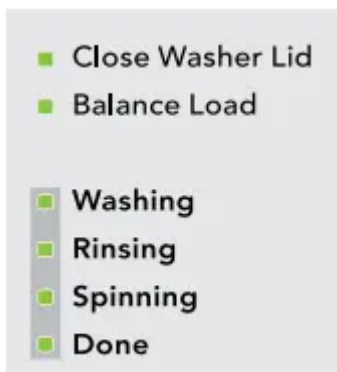 Close Washer Lid
Balance Load
Washing
Rinsing
Spinning
Done